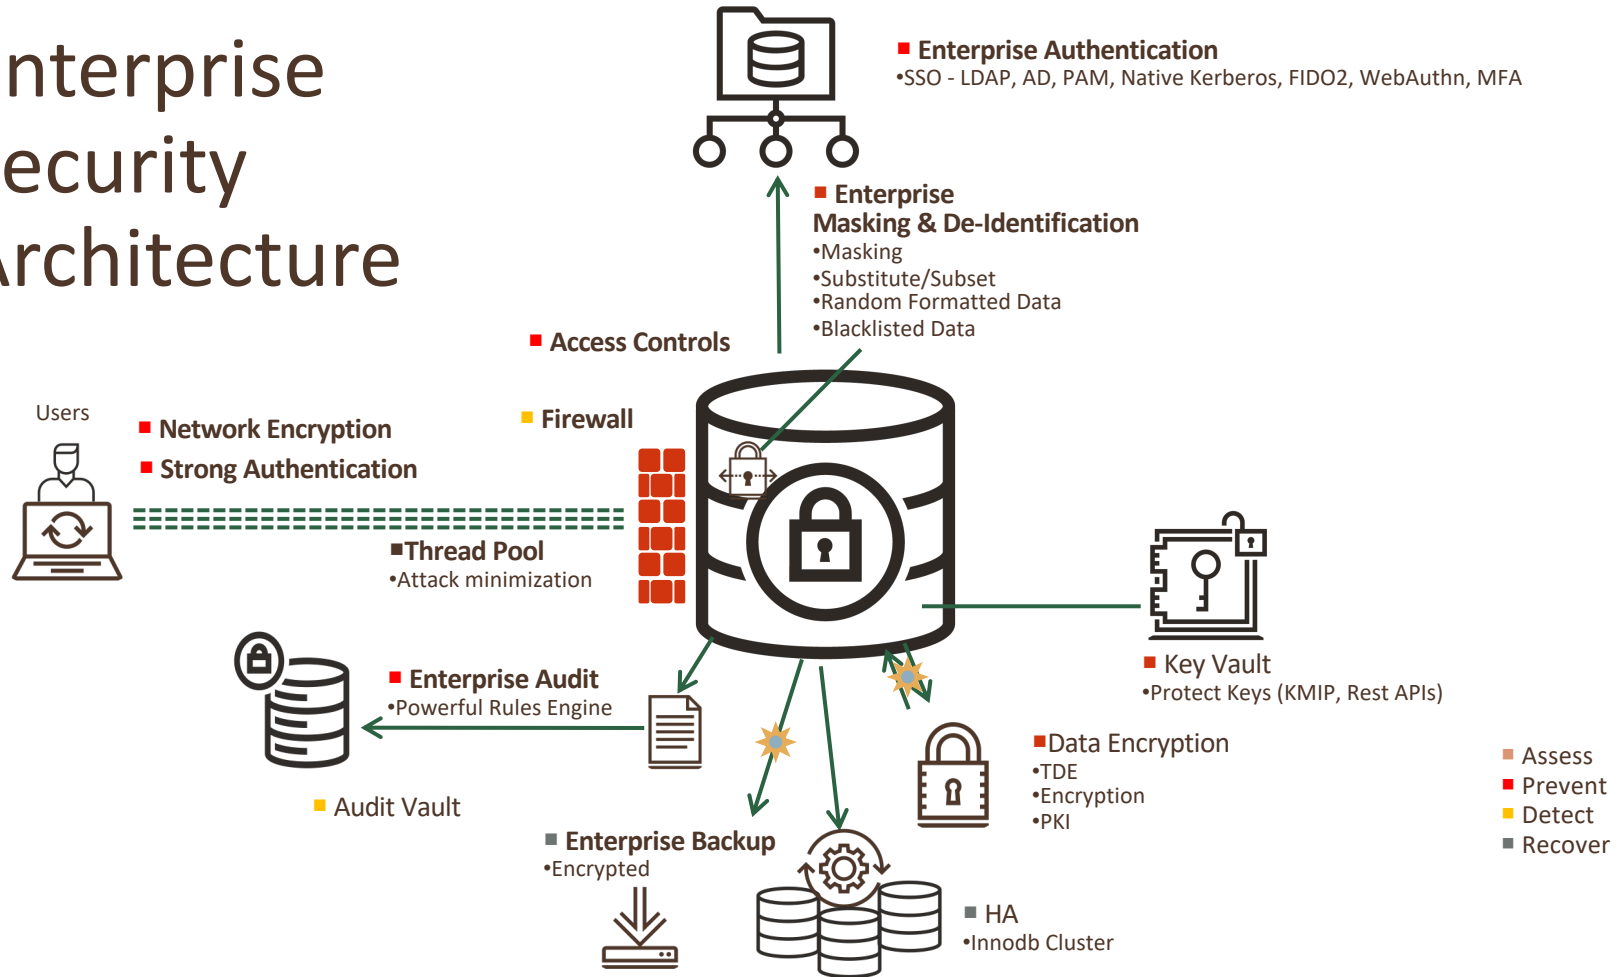 nterprise
ecurity
Architecture
■ Enterprise Authentication
•SSO - LDAP, AD, PAM, Native Kerberos, FIDO2, WebAuthn, MFA
■ Enterprise
Masking & De-Identification
•Masking
•Substitute/Subset
•Random Formatted Data
•Blacklisted Data
■ Access Controls
■ Firewall
Users
■ Network Encryption
■ Strong Authentication
■Thread Pool
•Attack minimization
■ Key Vault
•Protect Keys (KMIP, Rest APIs)
■ Enterprise Audit
•Powerful Rules Engine
■ Audit Vault
■ Data Encryption
•TDE
•Encryption
•PKI
■ Enterprise Backup
•Encrypted
■ HA
•Innodb Cluster
■ Assess
■ Prevent
■ Detect
■ Recover